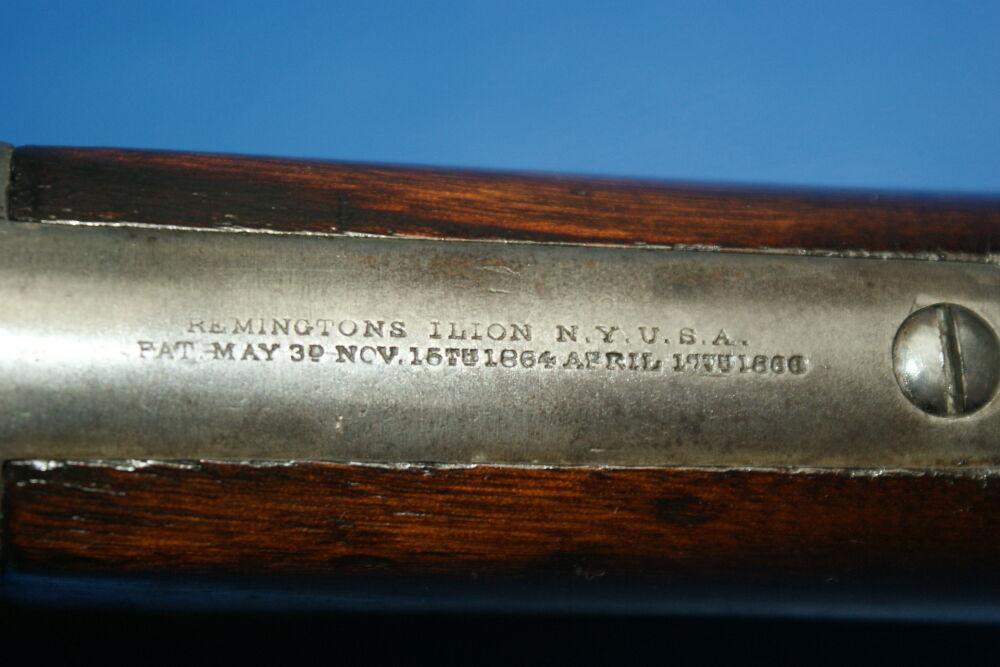 REMINGTONS ILION N.Y. U.S.A.
PAT. MAY 3D NOV. 15TH 1864 APRIL 17TH 1866